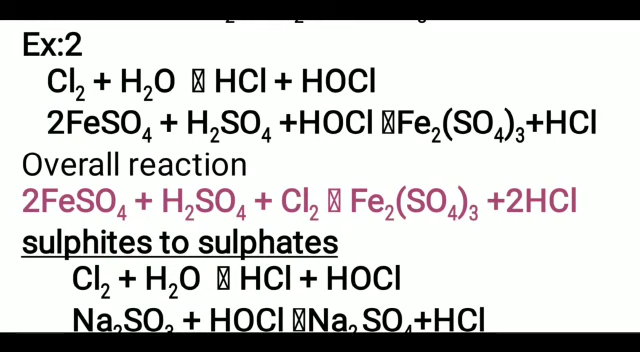 Ex:2
Cl₂ + H₂O  HCl + HOCl
2FeSO₄ + H₂SO₄ +HOCl Fe₂(SO₄)₃+HCl
Overall reaction
2FeSO₄ + H₂SO₄ + Cl₂  Fe₂(SO₄)₃ +2HCl
sulphites to sulphates
Cl₂ + H₂O  HCl + HOCl
Na₂SO₃ + HOCl Na₂SO₄+HCl